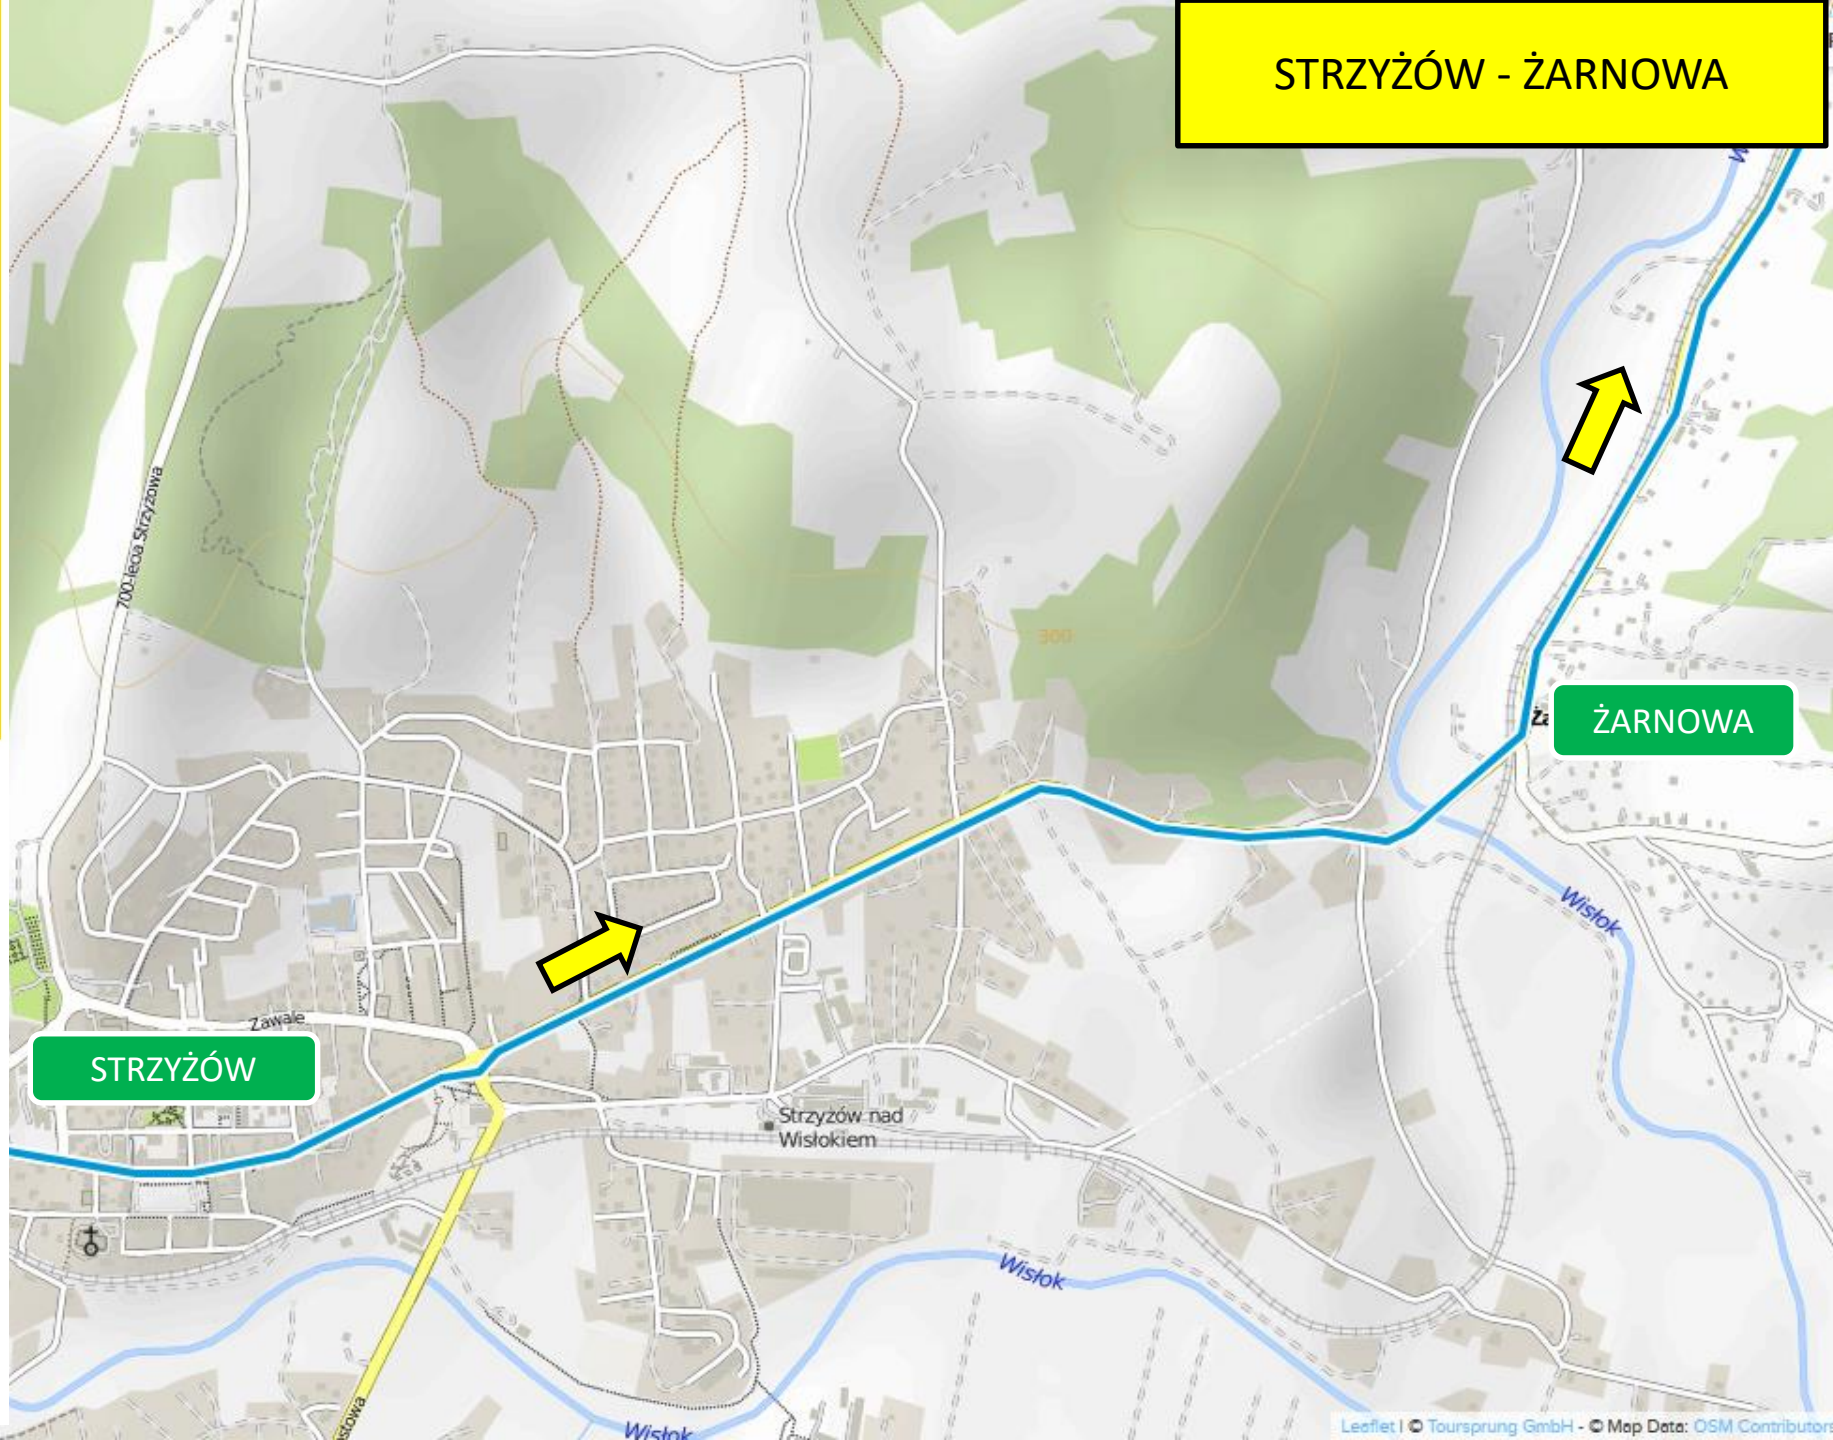 STRZYŻÓW - ŻARNOWA
700-lecia Strzyżowa
300
ŻARNOWA
Wisłok
Zawale
STRZYŻÓW
Strzyżów nad
Wisłokiem
Wisłok
Wisłok
Leaflet | © Toursprung GmbH - © Map Data: OSM Contributors